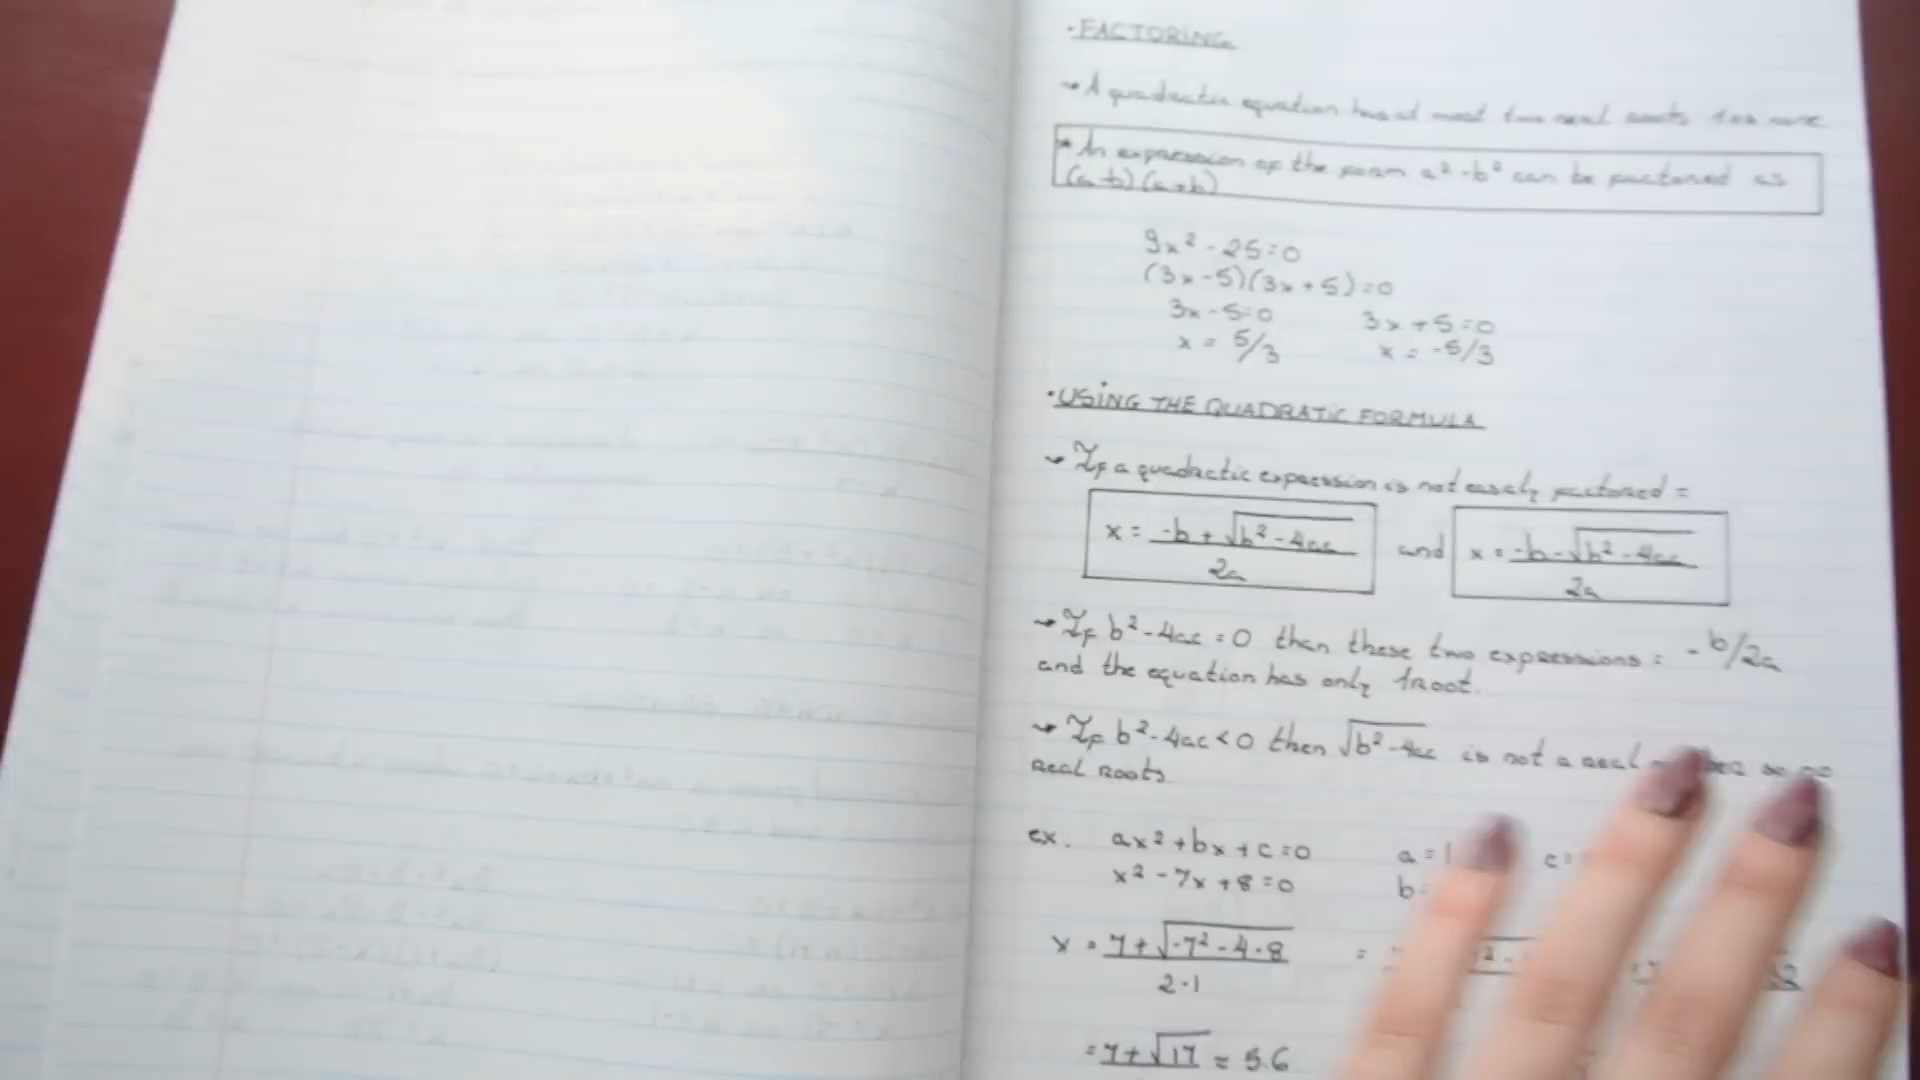 · FACTORING
→ A quadratic equation has at most two real roots 1 or none
* An expression of the form a² - b² can be factored as
(a-b)(a+b)
9x² - 25 = 0
(3x - 5)(3x + 5) = 0
3x - 5 = 0 3x + 5 = 0
x = 5/3 x = -5/3
· USING THE QUADRATIC FORMULA
→ If a quadratic expression is not easily factored =
x = -b + √b² - 4ac / 2a and x = -b - √b² - 4ac / 2a
→ If b² - 4ac = 0 then these two expressions = - b/2a
and the equation has only 1 root.
→ If b² - 4ac < 0 then √b² - 4ac is not a real so no
real roots.
ex. ax² + bx + c = 0 a = 1 c =
x² - 7x + 8 = 0 b =
x = 7 + √-7² - 4·8 / 2·1 =
= 7 + √17 = 5.6